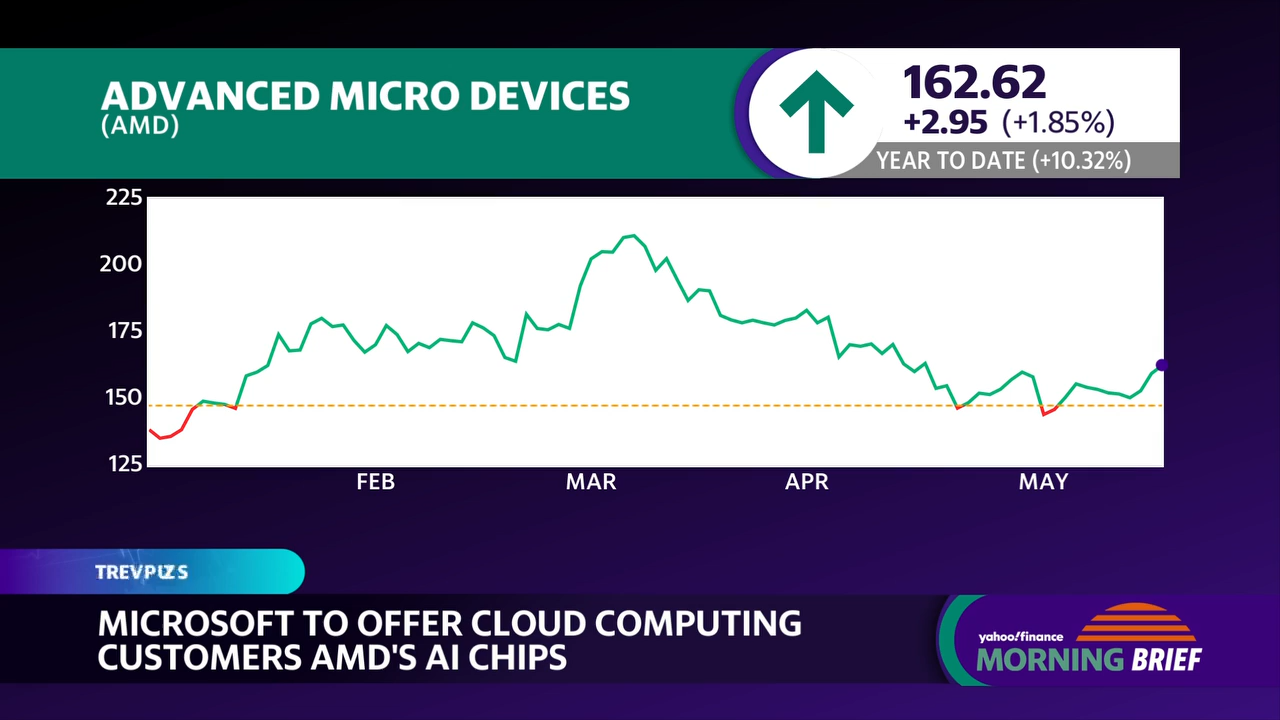 ADVANCED MICRO DEVICES
(AMD)
162.62
+2.95 (+1.85%)
YEAR TO DATE (+10.32%)
225
200
175
150
125
FEB MAR APR MAY
MICROSOFT TO OFFER CLOUD COMPUTING
CUSTOMERS AMD'S AI CHIPS
yahoo!finance
MORNING BRIEF